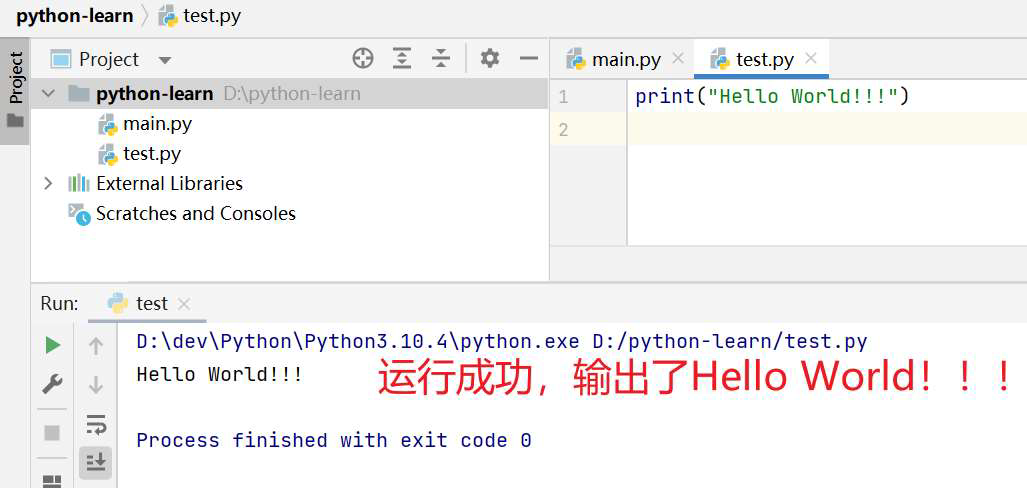 python-learn
test.py
Project
Project
main.py
test.py
python-learn D:\python-learn
main.py
test.py
External Libraries
Scratches and Consoles
1
print("Hello World!!!")
2
Run:
test
D:\dev\Python\Python3.10.4\python.exe D:/python-learn/test.py
Hello World!!!
运行成功，输出了Hello World！！！
Process finished with exit code 0